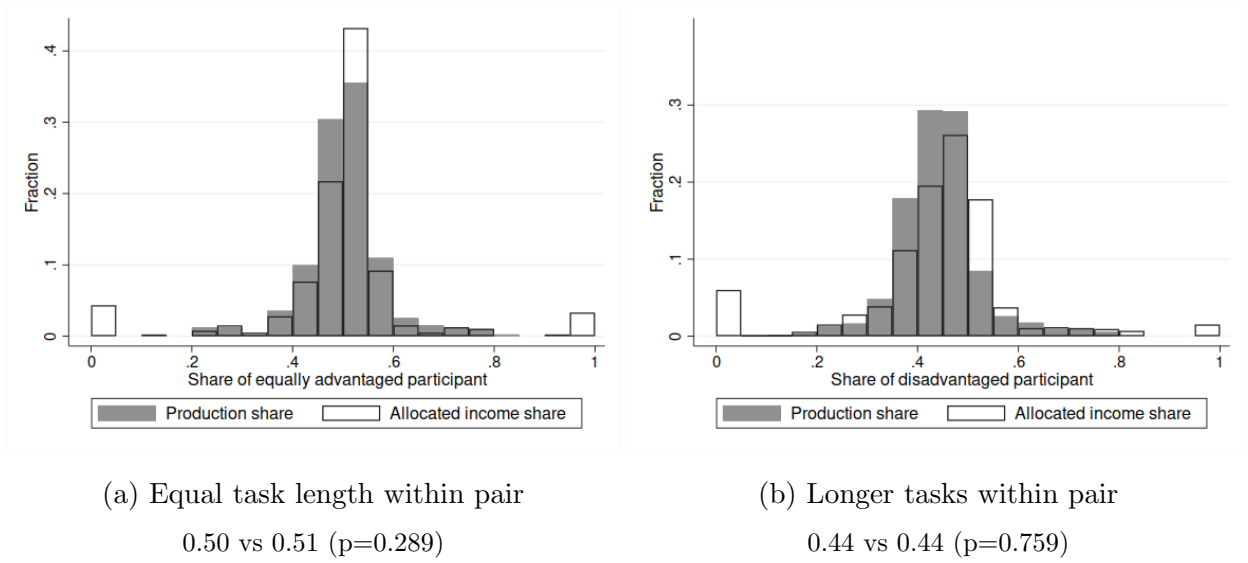 Fraction
.4
.3
.2
.1
0
0 .2 .4 .6 .8 1
Share of equally advantaged participant
Production share Allocated income share
(a) Equal task length within pair
0.50 vs 0.51 (p=0.289)
Fraction
.3
.2
.1
0
0 .2 .4 .6 .8 1
Share of disadvantaged participant
Production share Allocated income share
(b) Longer tasks within pair
0.44 vs 0.44 (p=0.759)